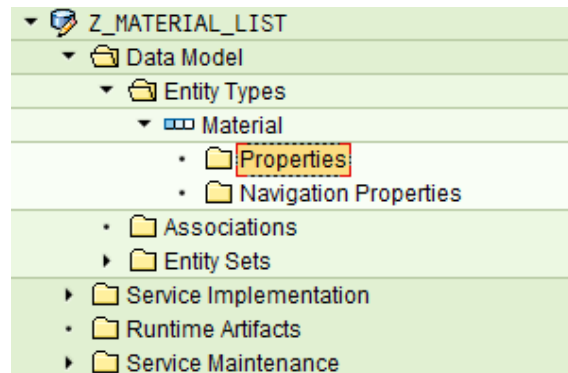 Z_MATERIAL_LIST
Data Model
Entity Types
Material
Properties
Navigation Properties
Associations
Entity Sets
Service Implementation
Runtime Artifacts
Service Maintenance